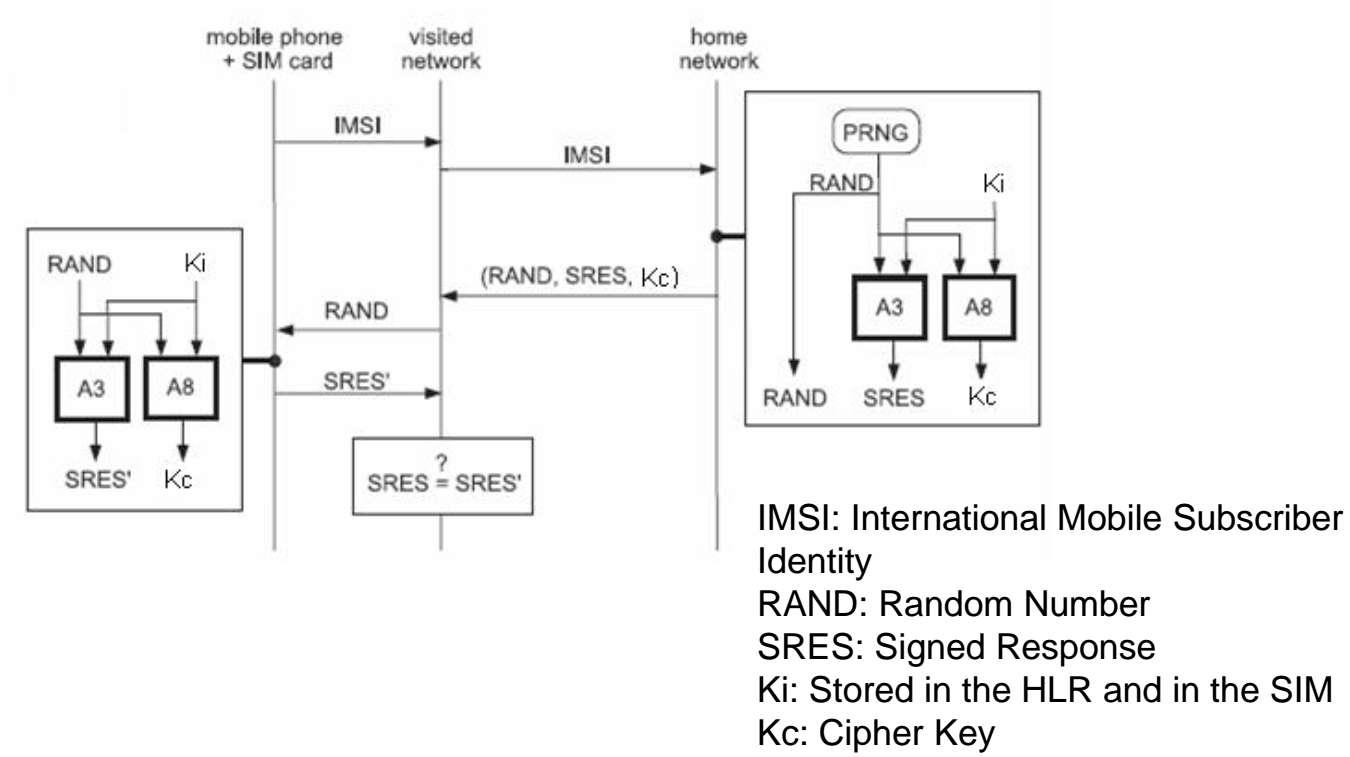 mobile phone
+ SIM card
visited
network
home
network
IMSI
IMSI
PRNG
RAND
Ki
A3
A8
RAND
SRES
Kc
(RAND, SRES, Kc)
RAND
SRES'
RAND
Ki
A3
A8
SRES'
Kc
?
SRES = SRES'
IMSI: International Mobile Subscriber
Identity
RAND: Random Number
SRES: Signed Response
Ki: Stored in the HLR and in the SIM
Kc: Cipher Key